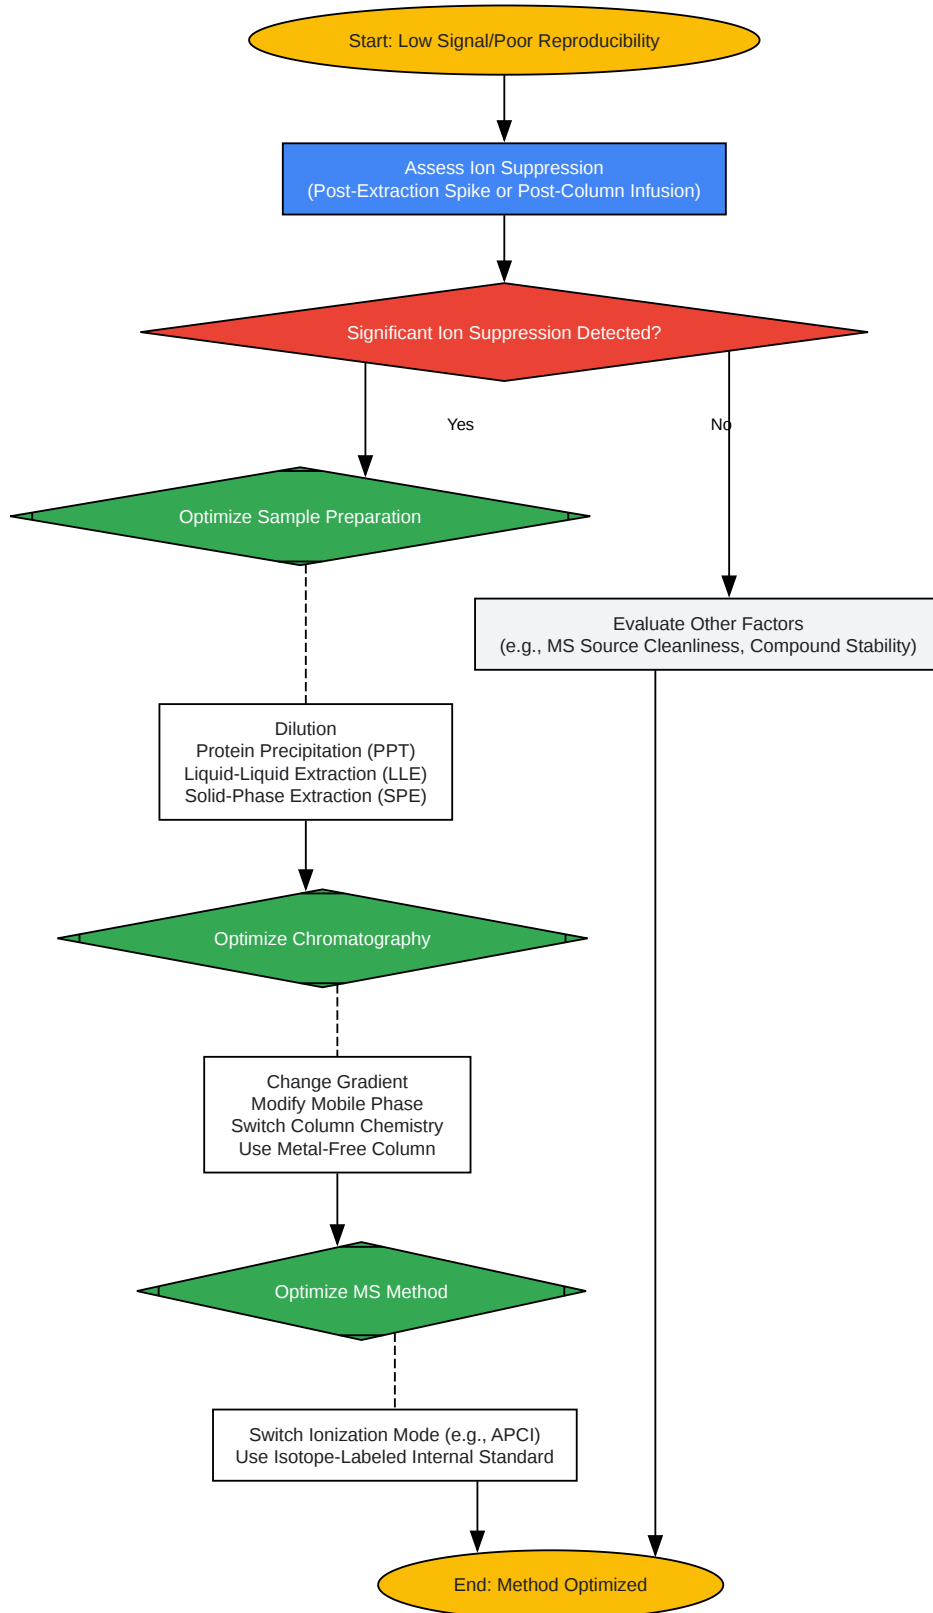 Start: Low Signal/Poor Reproducibility
Assess Ion Suppression
(Post-Extraction Spike or Post-Column Infusion)
Significant Ion Suppression Detected?
Yes
No
Optimize Sample Preparation
Evaluate Other Factors
(e.g., MS Source Cleanliness, Compound Stability)
Dilution
Protein Precipitation (PPT)
Liquid-Liquid Extraction (LLE)
Solid-Phase Extraction (SPE)
Optimize Chromatography
Change Gradient
Modify Mobile Phase
Switch Column Chemistry
Use Metal-Free Column
Optimize MS Method
Switch Ionization Mode (e.g., APCI)
Use Isotope-Labeled Internal Standard
End: Method Optimized